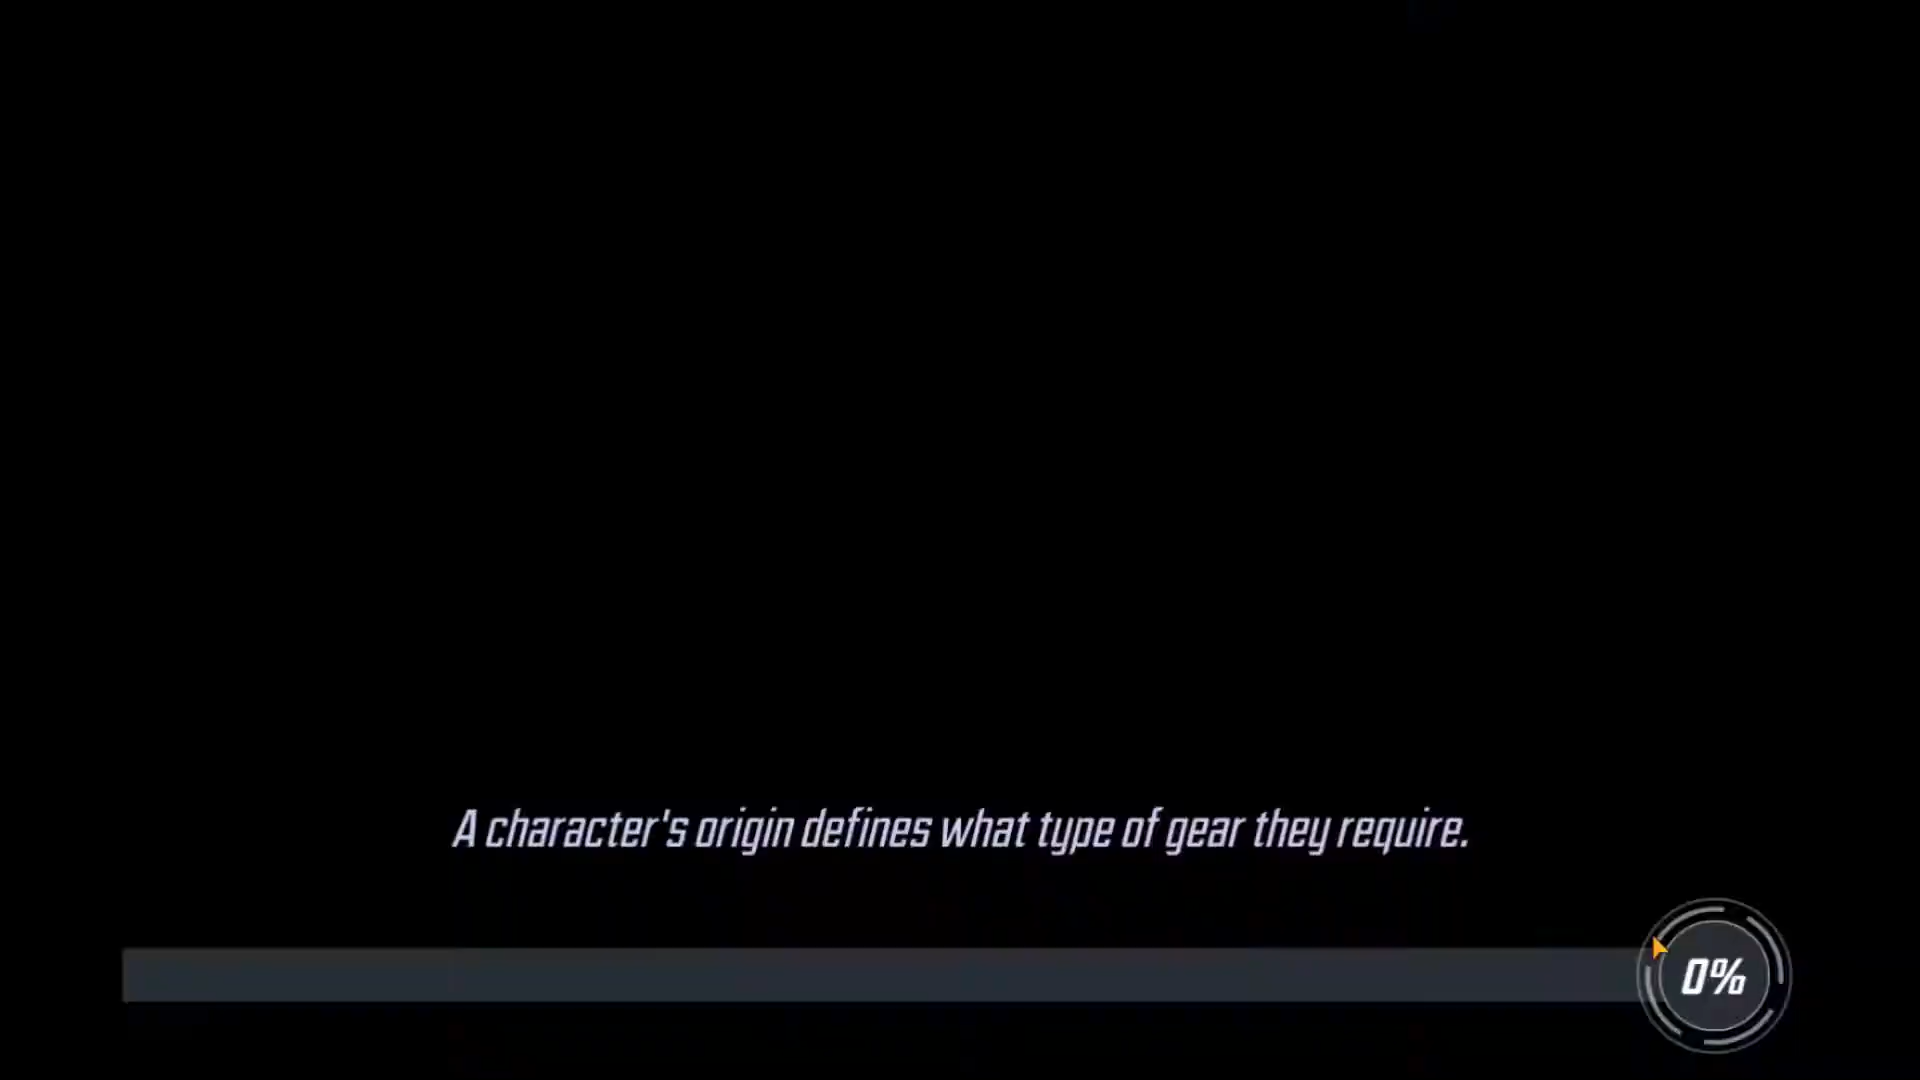 A character's origin defines what type of gear they require.
0%